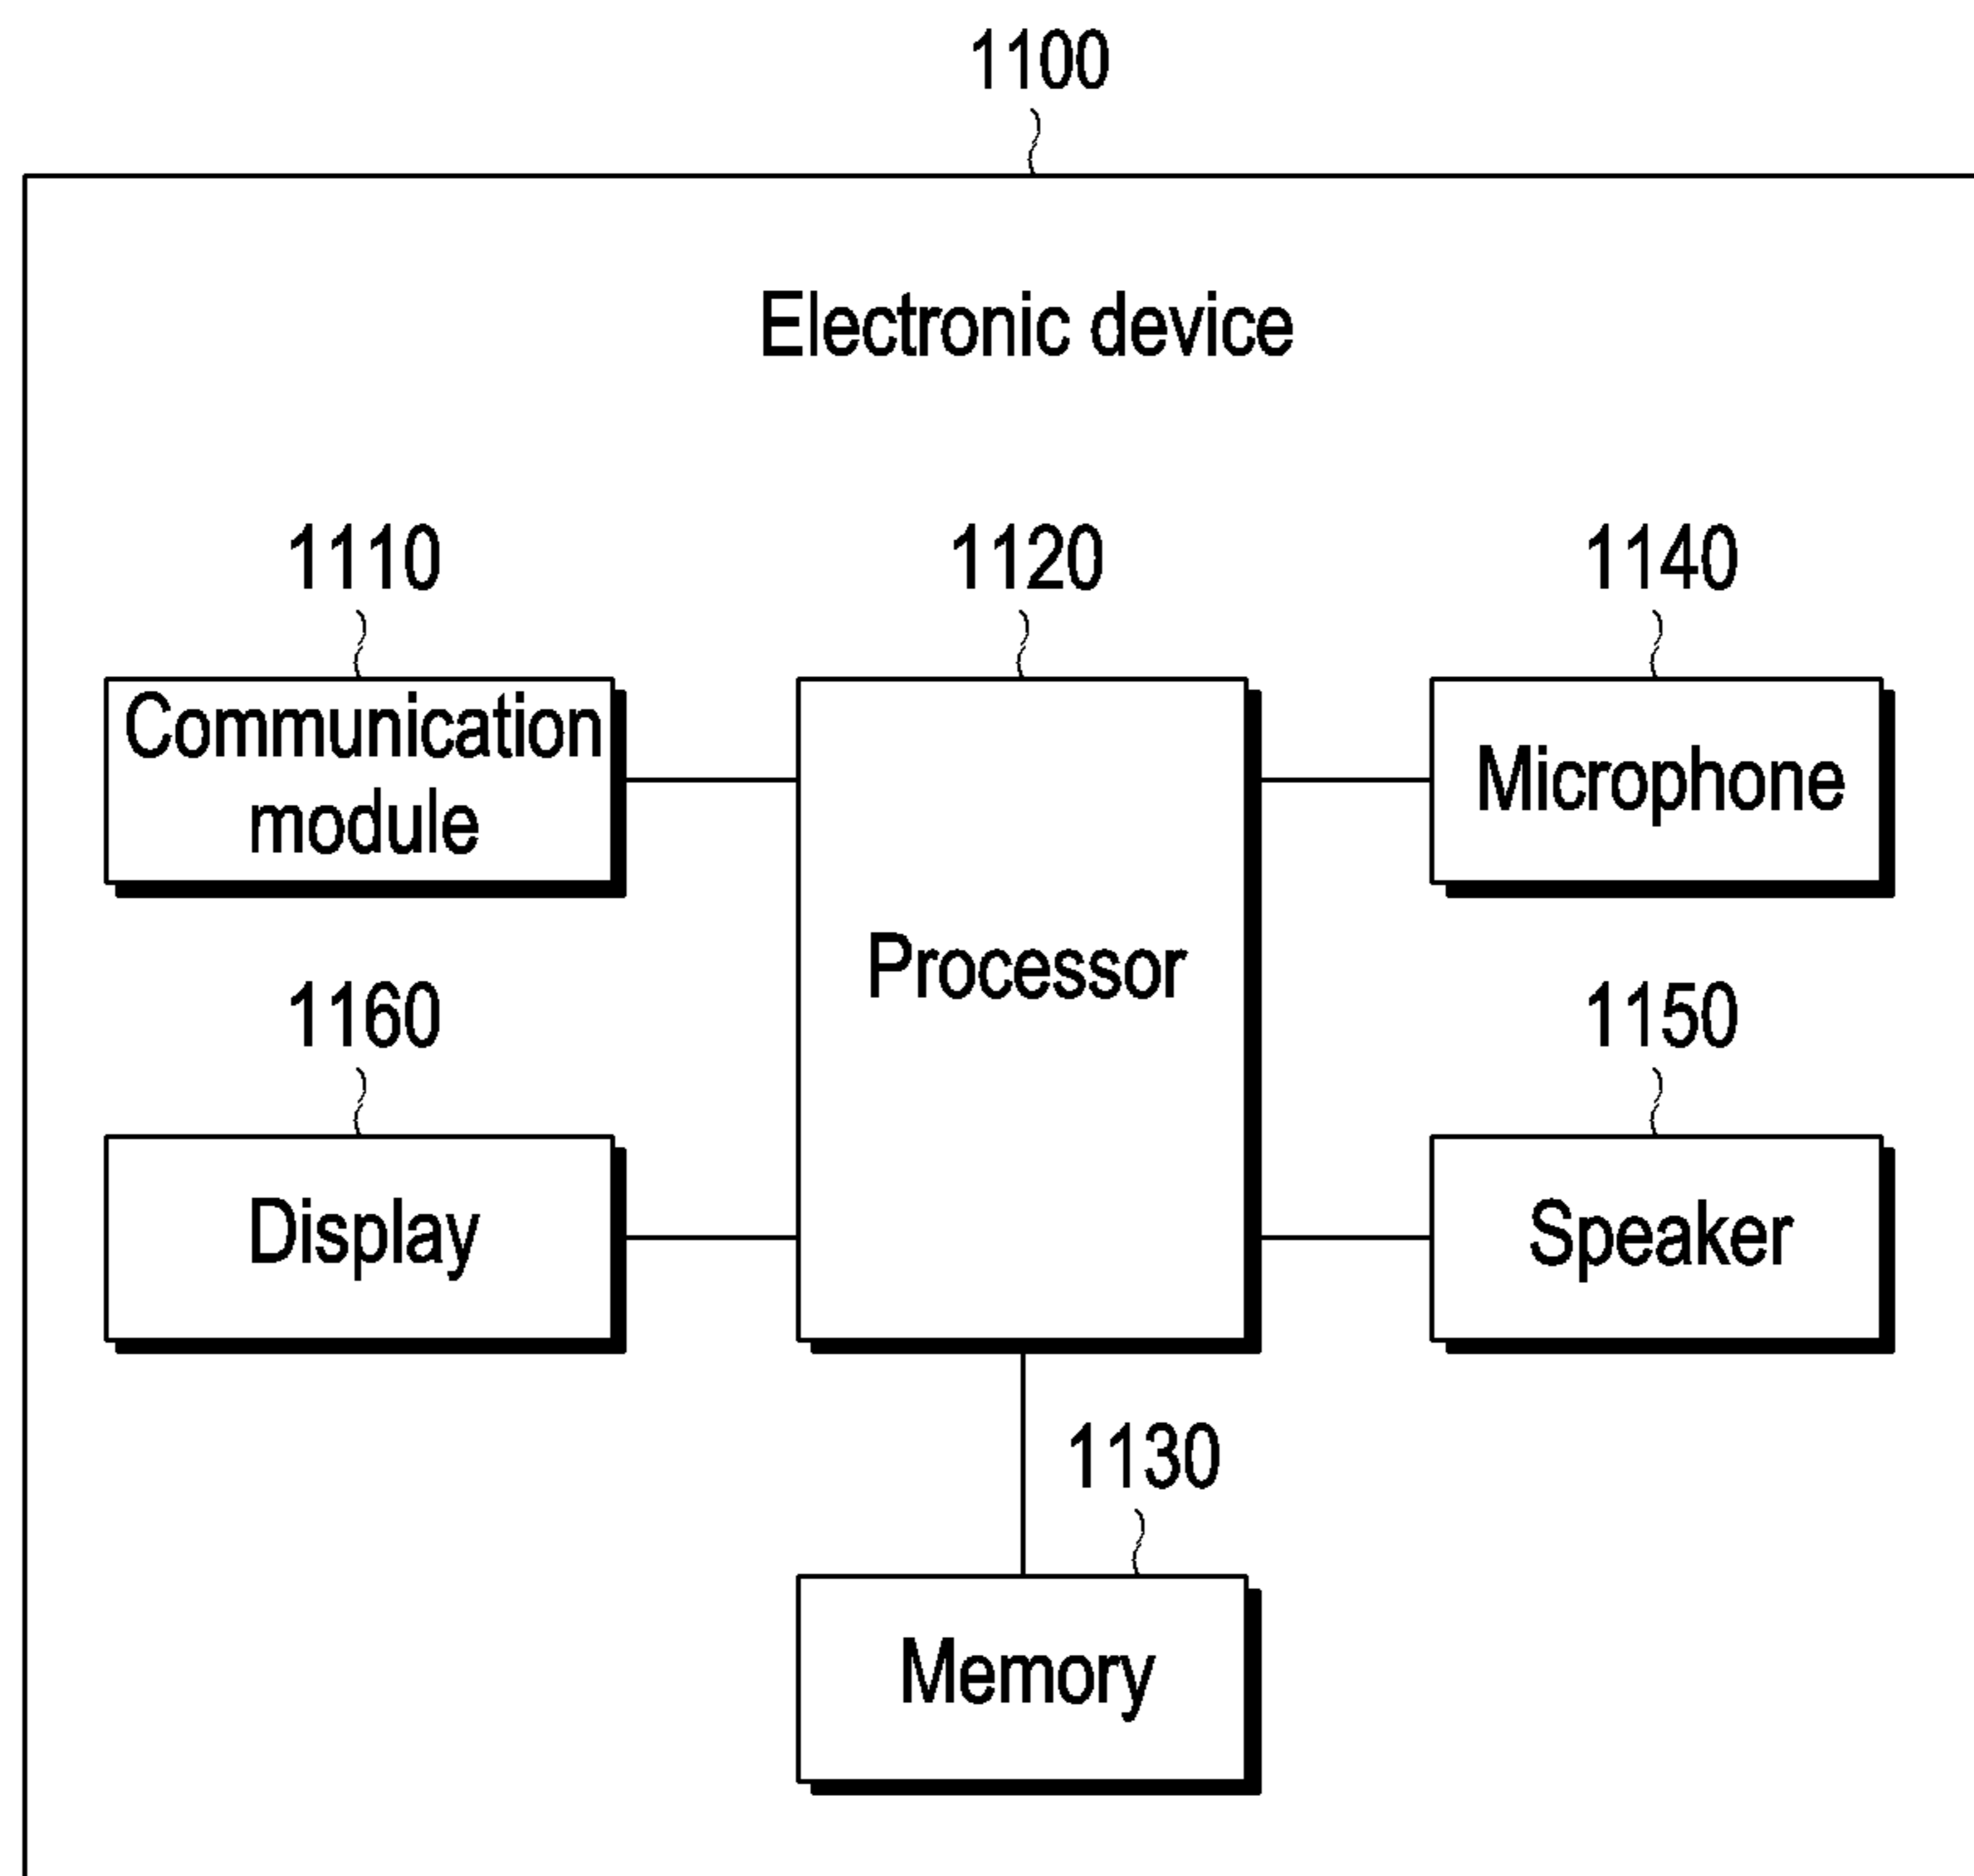 1100
Electronic device
1110
1120
1140
Communication
module
Processor
Microphone
1160
1150
Display
Speaker
1130
Memory